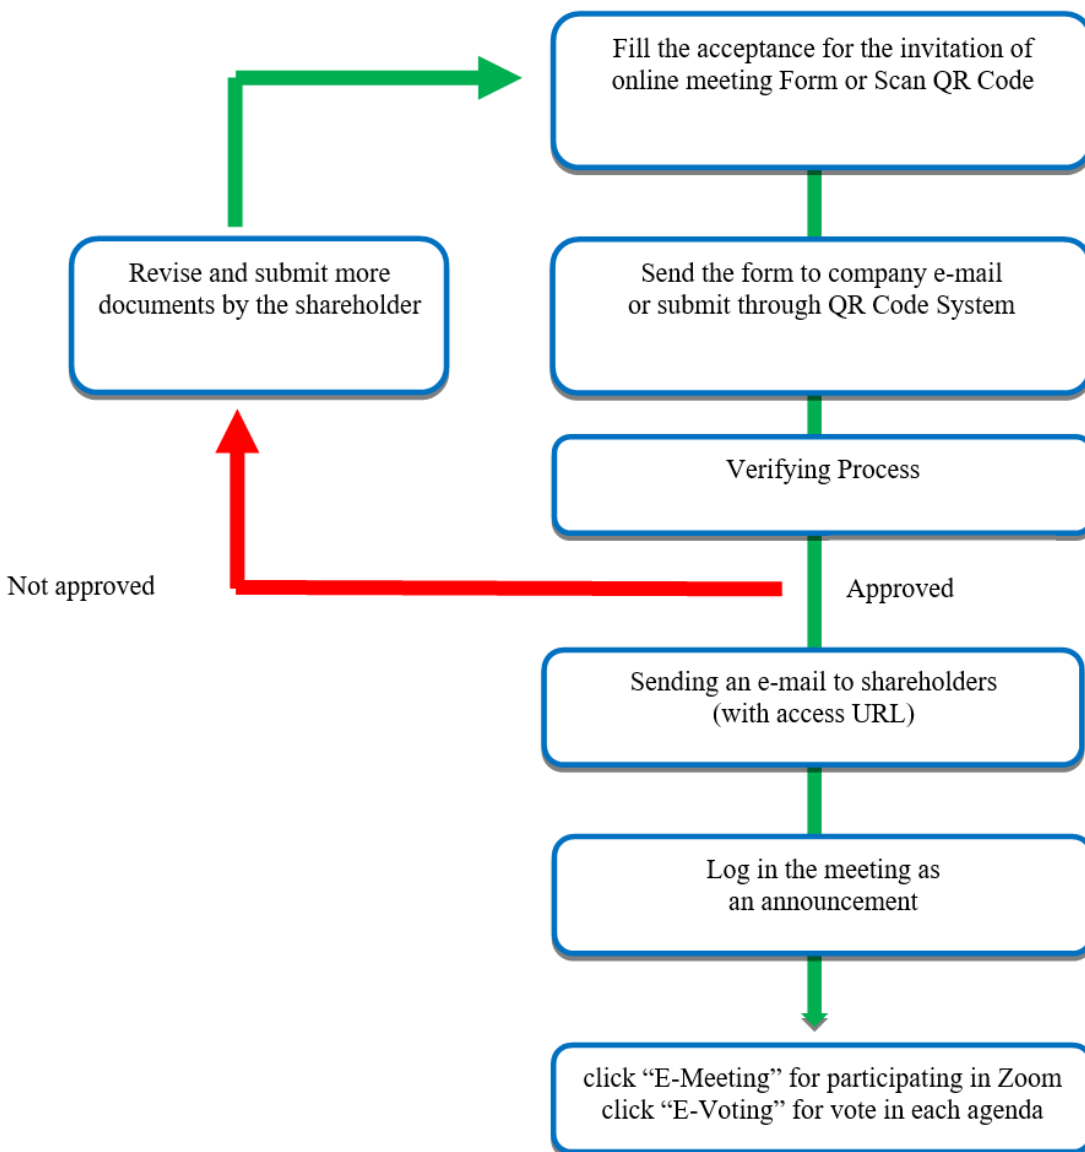 Fill the acceptance for the invitation of
online meeting Form or Scan QR Code
Revise and submit more
documents by the shareholder
Send the form to company e-mail
or submit through QR Code System
Verifying Process
Not approved
Approved
Sending an e-mail to shareholders
(with access URL)
Log in the meeting as
an announcement
click “E-Meeting” for participating in Zoom
click “E-Voting” for vote in each agenda